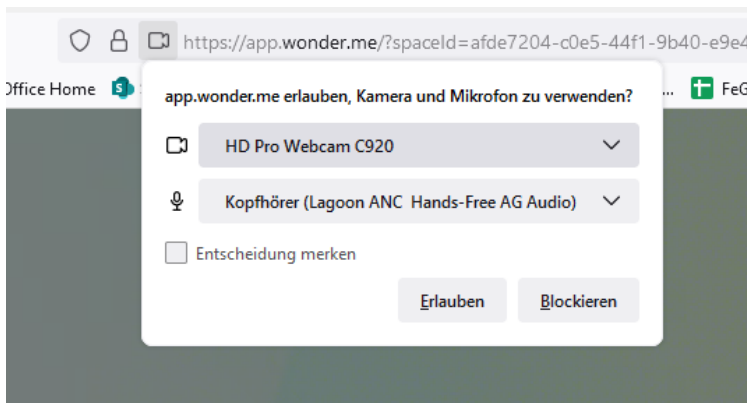 https://app.wonder.me/?spaceId=afde7204-c0e5-44f1-9b40-e9e4
Office Home
S
... FeG
app.wonder.me erlauben, Kamera und Mikrofon zu verwenden?
HD Pro Webcam C920
Kopfhörer (Lagoon ANC Hands-Free AG Audio)
Entscheidung merken
Erlauben Blockieren